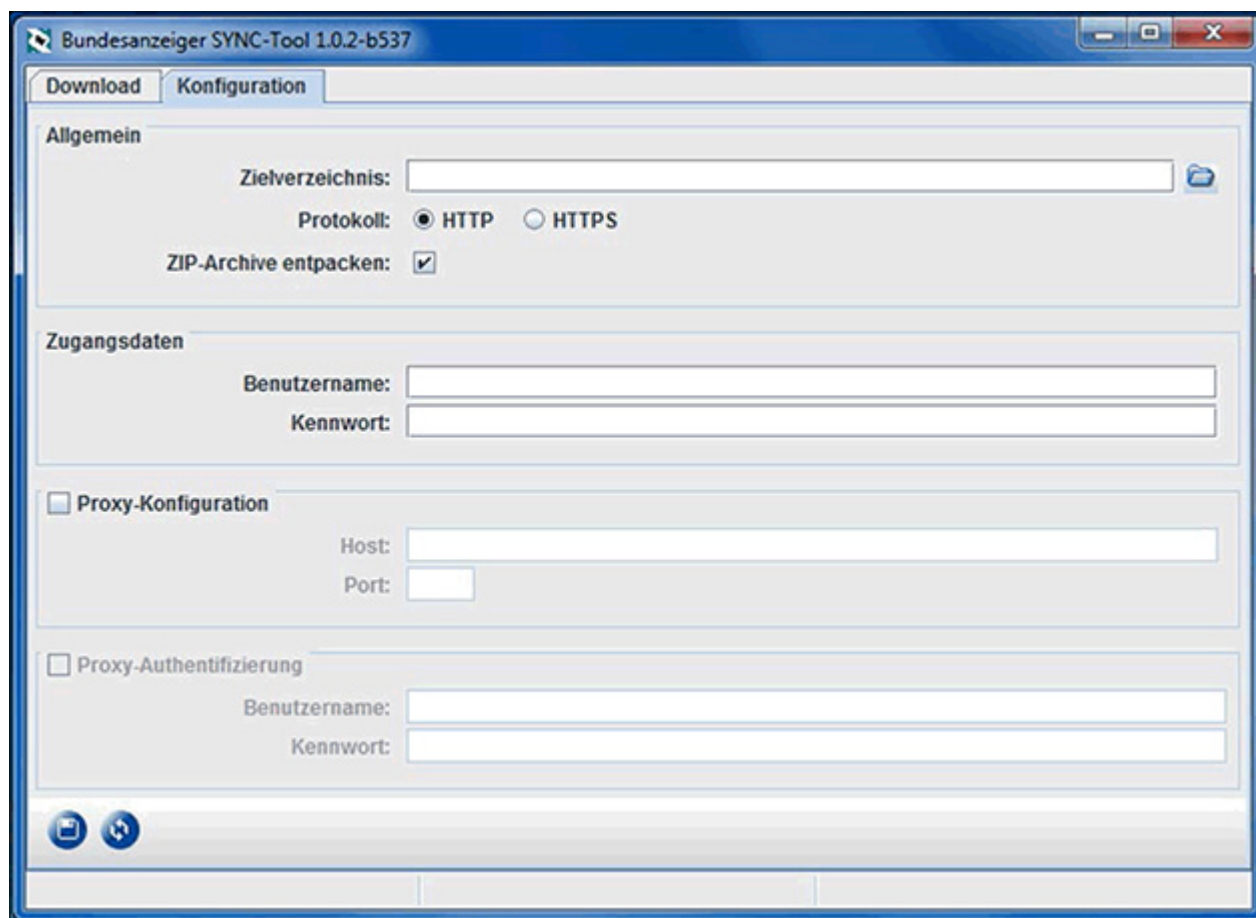 Bundesanzeiger SYNC-Tool 1.0.2-b537
Download Konfiguration
Allgemein
Zielverzeichnis:
Protokoll: HTTP HTTPS
ZIP-Archive entpacken:
Zugangsdaten
Benutzername:
Kennwort:
Proxy-Konfiguration
Host:
Port:
Proxy-Authentifizierung
Benutzername:
Kennwort: